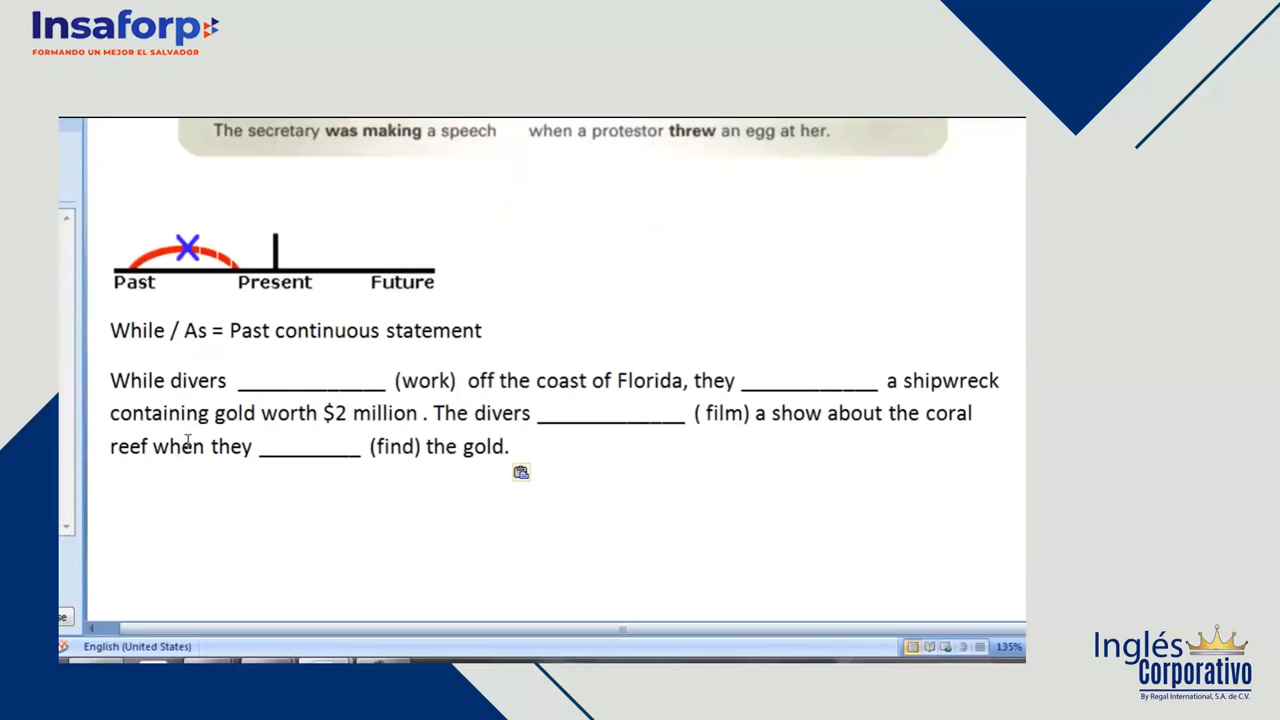 Insaforp
FORMANDO UN MEJOR EL SALVADOR
The secretary was making a speech when a protestor threw an egg at her.
Past Present Future
While / As = Past continuous statement
While divers _____________ (work) off the coast of Florida, they ____________ a shipwreck
containing gold worth $2 million . The divers _____________ ( film) a show about the coral
reef when they _________ (find) the gold.
English (United States)
135%
Inglés
Corporativo
By Regal International, S.A. de C.V.